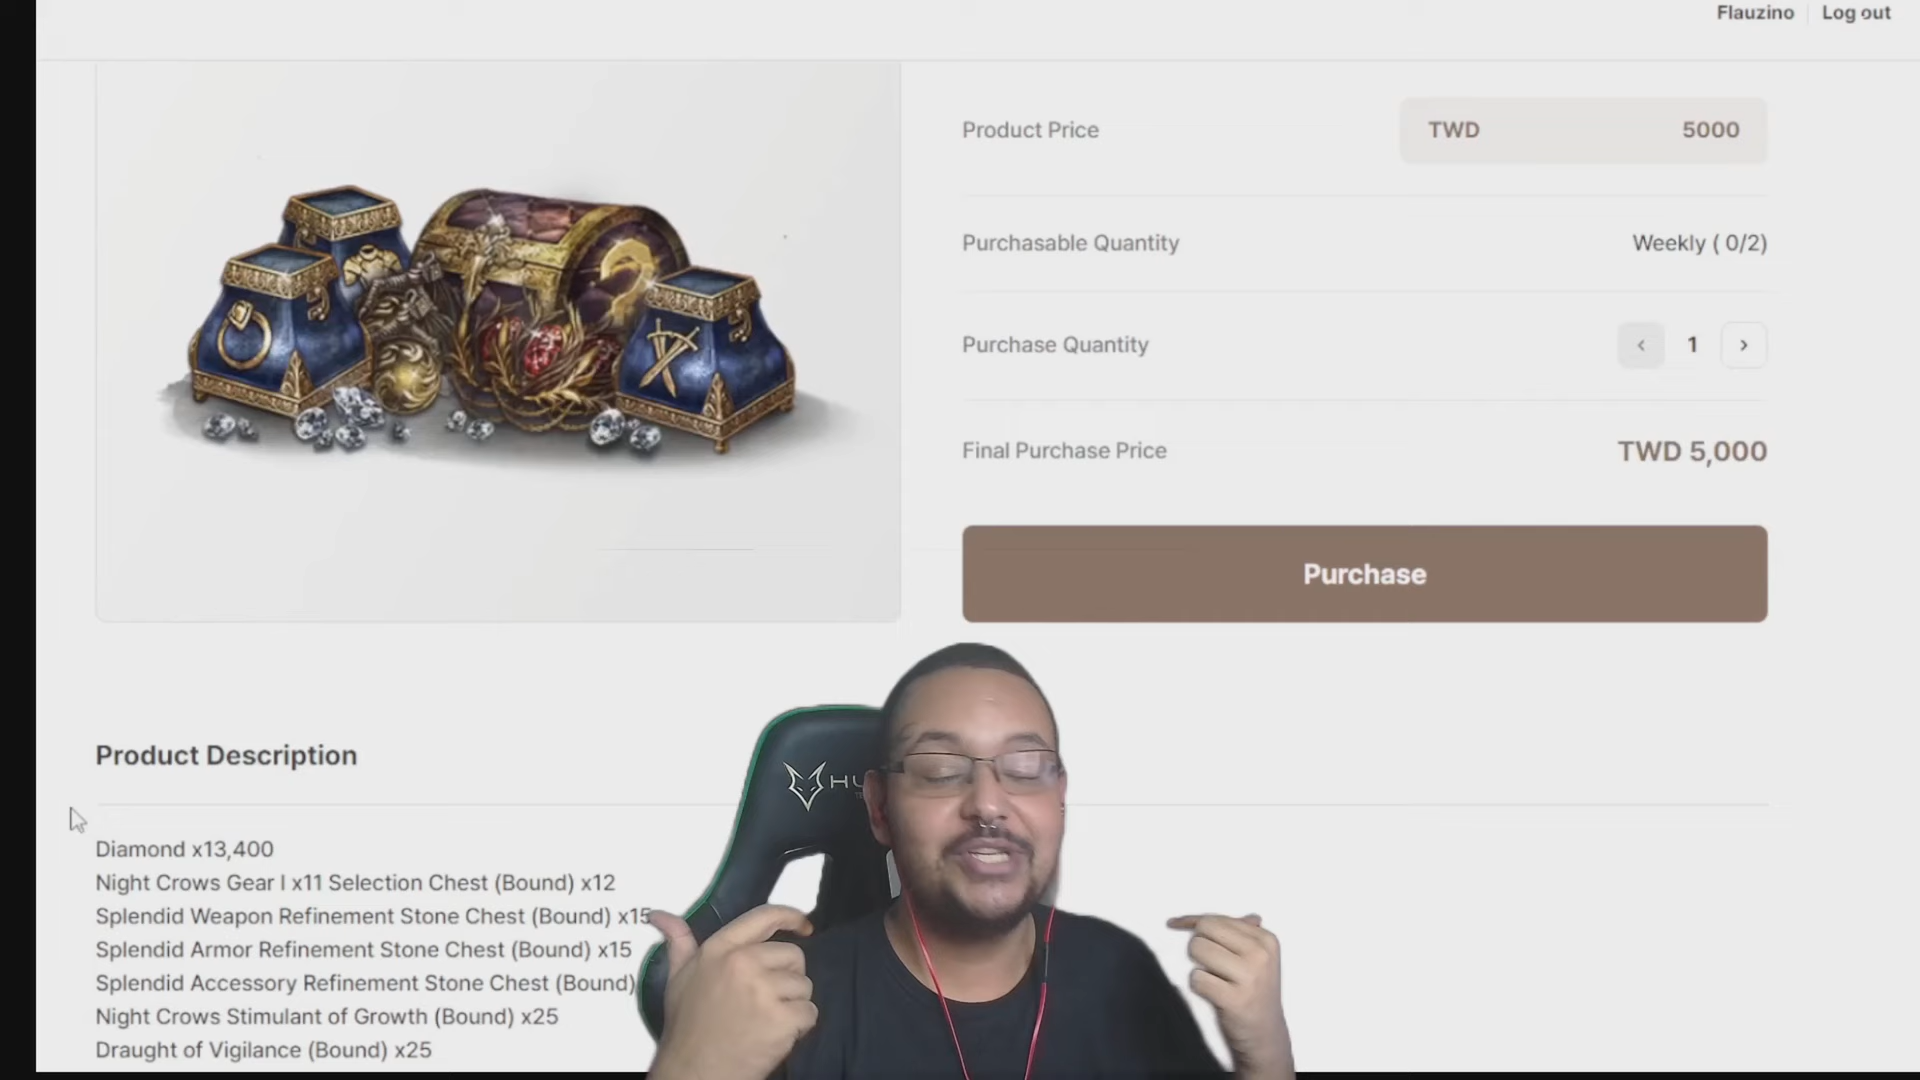 Flauzino
Log out
Product Price
TWD
5000
Purchasable Quantity
Weekly ( 0/2)
Purchase Quantity
1
Final Purchase Price
TWD 5,000
Purchase
Product Description
Diamond x13,400
Night Crows Gear I x11 Selection Chest (Bound) x12
Splendid Weapon Refinement Stone Chest (Bound) x15
Splendid Armor Refinement Stone Chest (Bound) x15
Splendid Accessory Refinement Stone Chest (Bound)
Night Crows Stimulant of Growth (Bound) x25
Draught of Vigilance (Bound) x25